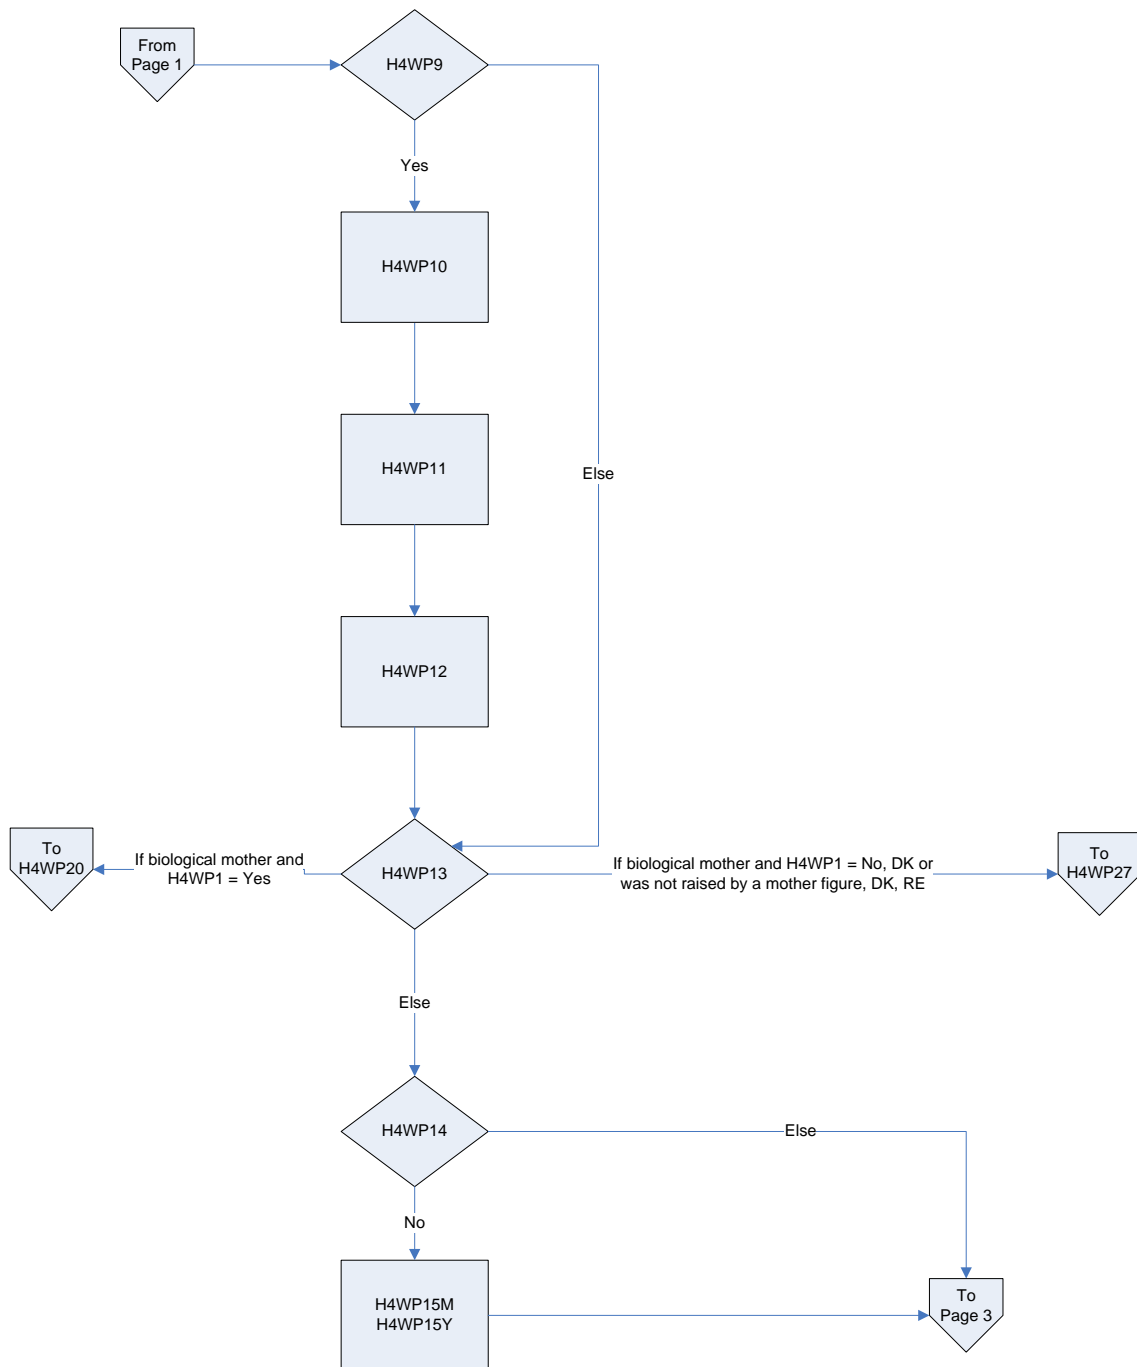 From
Page 1
H4WP9
Yes
H4WP10
H4WP11
Else
H4WP12
To
H4WP20
If biological mother and
H4WP1 = Yes
H4WP13
If biological mother and H4WP1 = No, DK or
was not raised by a mother figure, DK, RE
To
H4WP27
Else
H4WP14
Else
No
H4WP15M
H4WP15Y
To
Page 3